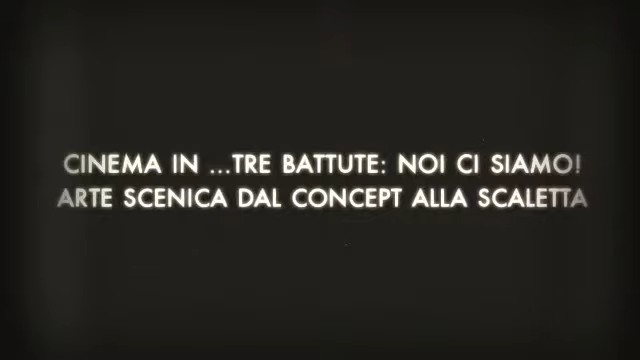 CINEMA IN ...TRE BATTUTE: NOI CI SIAMO!
ARTE SCENICA DAL CONCEPT ALLA SCALETTA